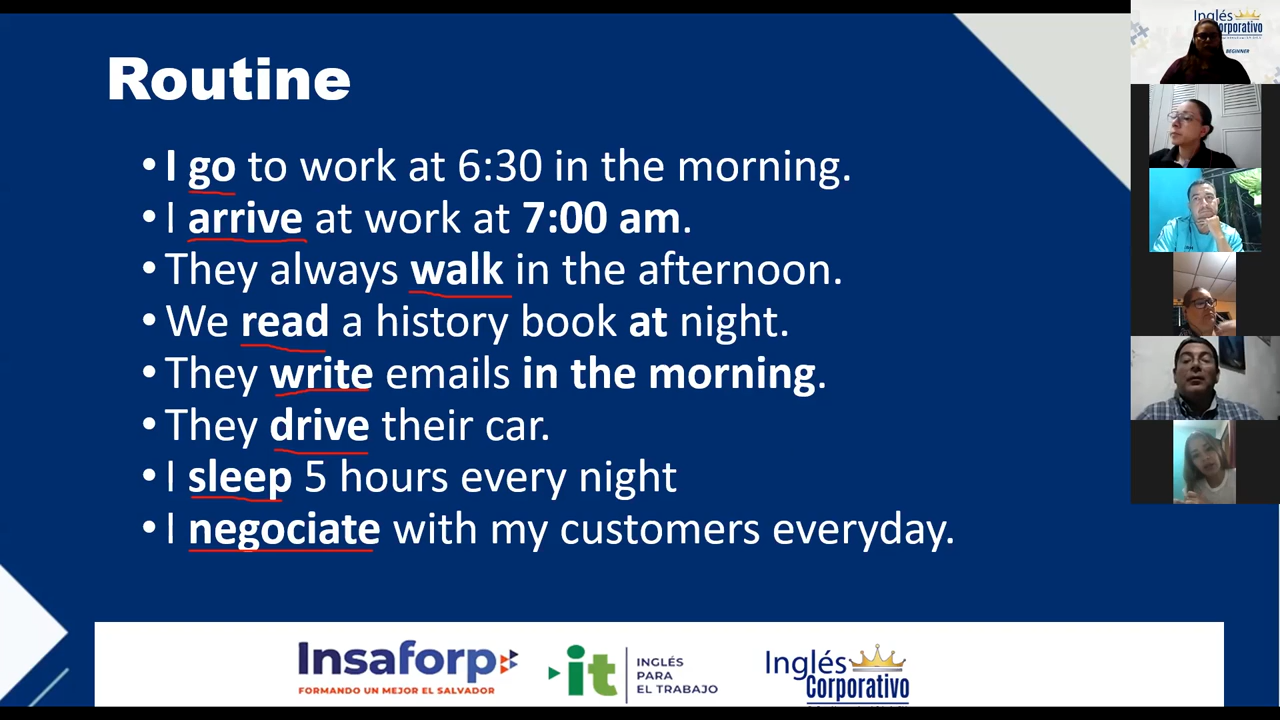 Routine
• I go to work at 6:30 in the morning.
• I arrive at work at 7:00 am.
• They always walk in the afternoon.
• We read a history book at night.
• They write emails in the morning.
• They drive their car.
• I sleep 5 hours every night
• I negociate with my customers everyday.
Insaforp
FORMANDO UN MEJOR EL SALVADOR
it
INGLÉS
PARA
EL TRABAJO
Inglés
Corporativo
Inglés
Corporativo
BEGINNER